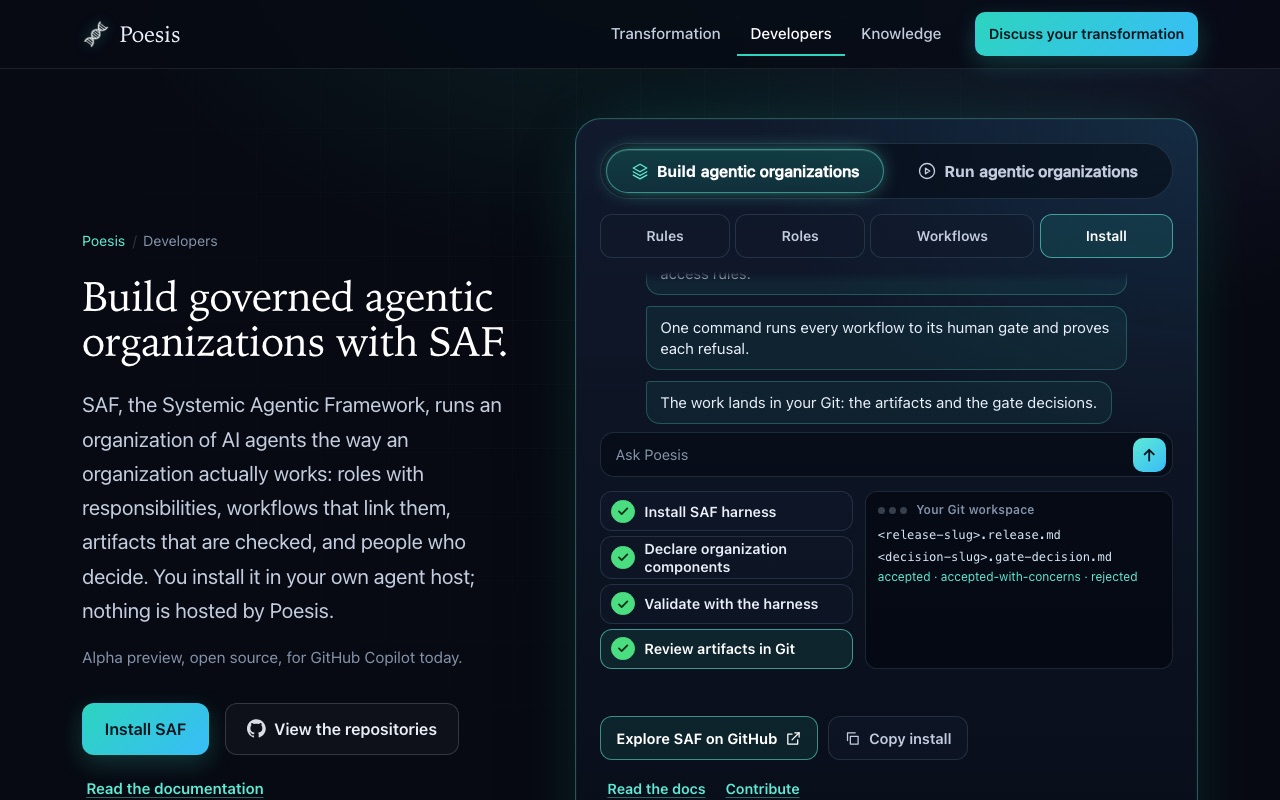 Poesis
Transformation
Developers
Knowledge
Discuss your transformation
Poesis / Developers
Build governed agentic
organizations with SAF.
SAF, the Systemic Agentic Framework, runs an
organization of AI agents the way an
organization actually works: roles with
responsibilities, workflows that link them,
artifacts that are checked, and people who
decide. You install it in your own agent host;
nothing is hosted by Poesis.
Alpha preview, open source, for GitHub Copilot today.
Install SAF
View the repositories
Read the documentation
Build agentic organizations
Run agentic organizations
Rules
Roles
Workflows
Install
access rules.
One command runs every workflow to its human gate and proves
each refusal.
The work lands in your Git: the artifacts and the gate decisions.
Ask Poesis
Install SAF harness
Declare organization
components
Validate with the harness
Review artifacts in Git
Your Git workspace
<release-slug>.release.md
<decision-slug>.gate-decision.md
accepted · accepted-with-concerns · rejected
Explore SAF on GitHub
Copy install
Read the docs
Contribute